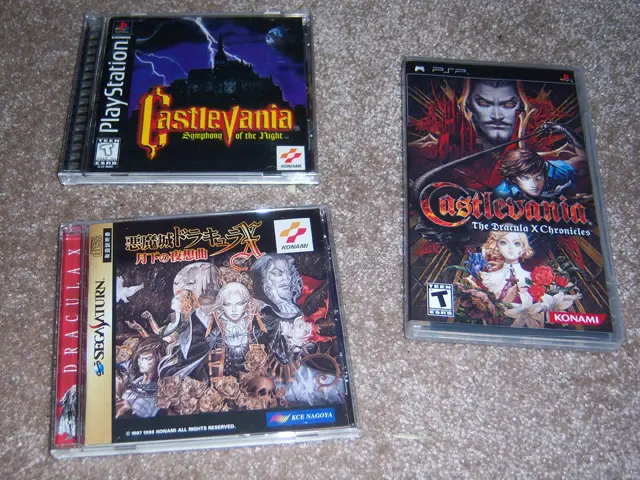 PlayStation
Castlevania
Symphony of the Night
KONAMI
TEEN
T
ESRB
PSP
Castlevania
The Dracula X Chronicles
TEEN
T
ESRB
KONAMI
DRACULA X
SEGA SATURN
悪魔城ドラキュラX
月下の夜想曲
KONAMI
© 1997 1998 KONAMI ALL RIGHTS RESERVED.
KCE NAGOYA